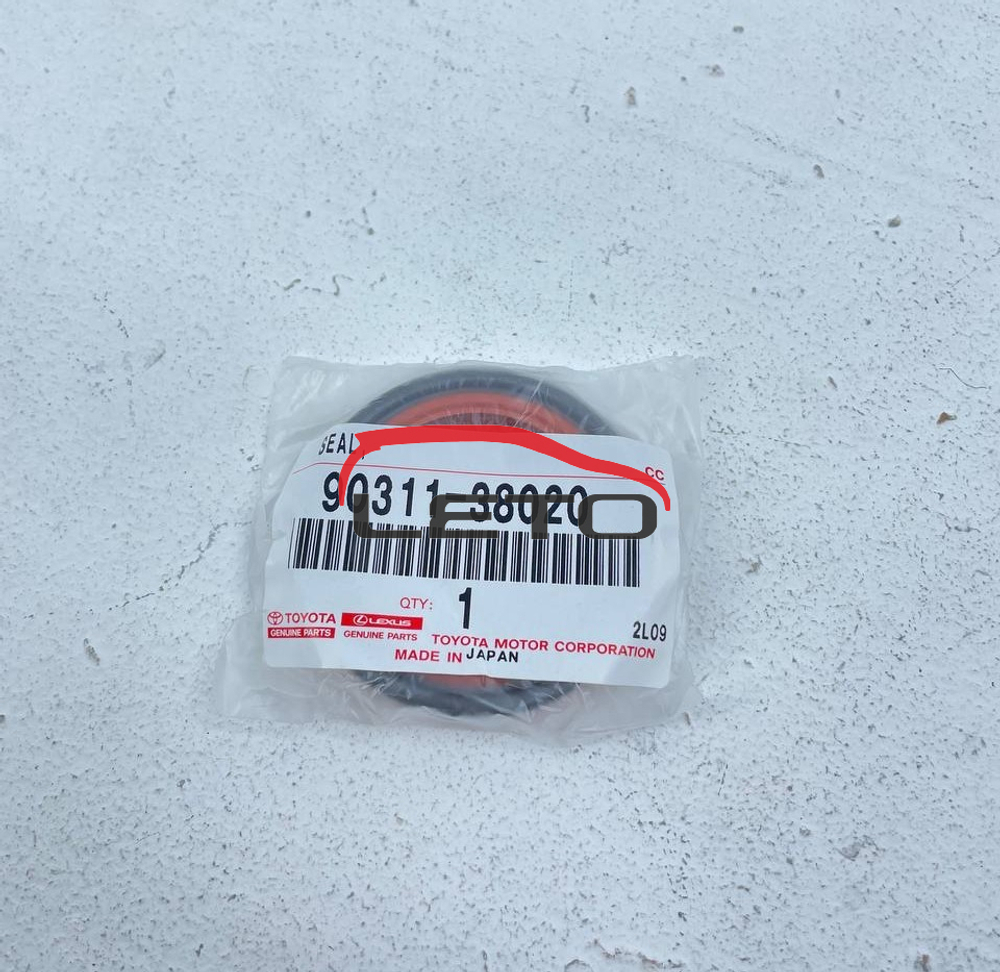 SEAL,
CC
90311-38020
LETO
QTY: 1
TOYOTA
GENUINE PARTS
LEXUS
GENUINE PARTS
2L09
TOYOTA MOTOR CORPORATION
MADE IN JAPAN